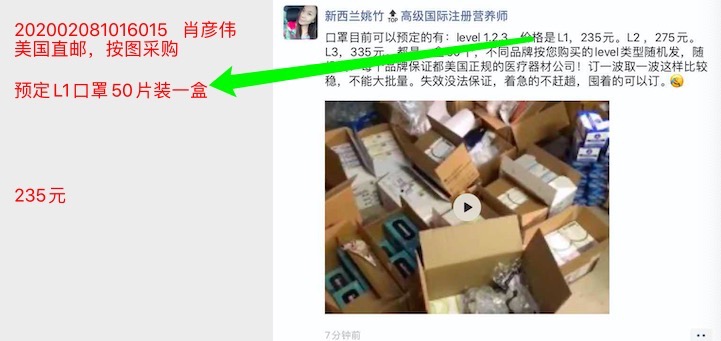 202002081016015 肖彦伟
美国直邮，按图采购
预定L1口罩50片装一盒
235元
新西兰姚竹 高级国际注册营养师
口罩目前可以预定的有：level 1,2,3 价格是L1，235元。L2 ，275元。
L3，335元。都是一盒50个，不同品牌按您购买的level类型随机发，随
品牌保证都美国正规的医疗器材公司！订一波取一波这样比较
稳，不能大批量。失效没法保证，着急的不赶趟，囤着的可以订。
7分钟前